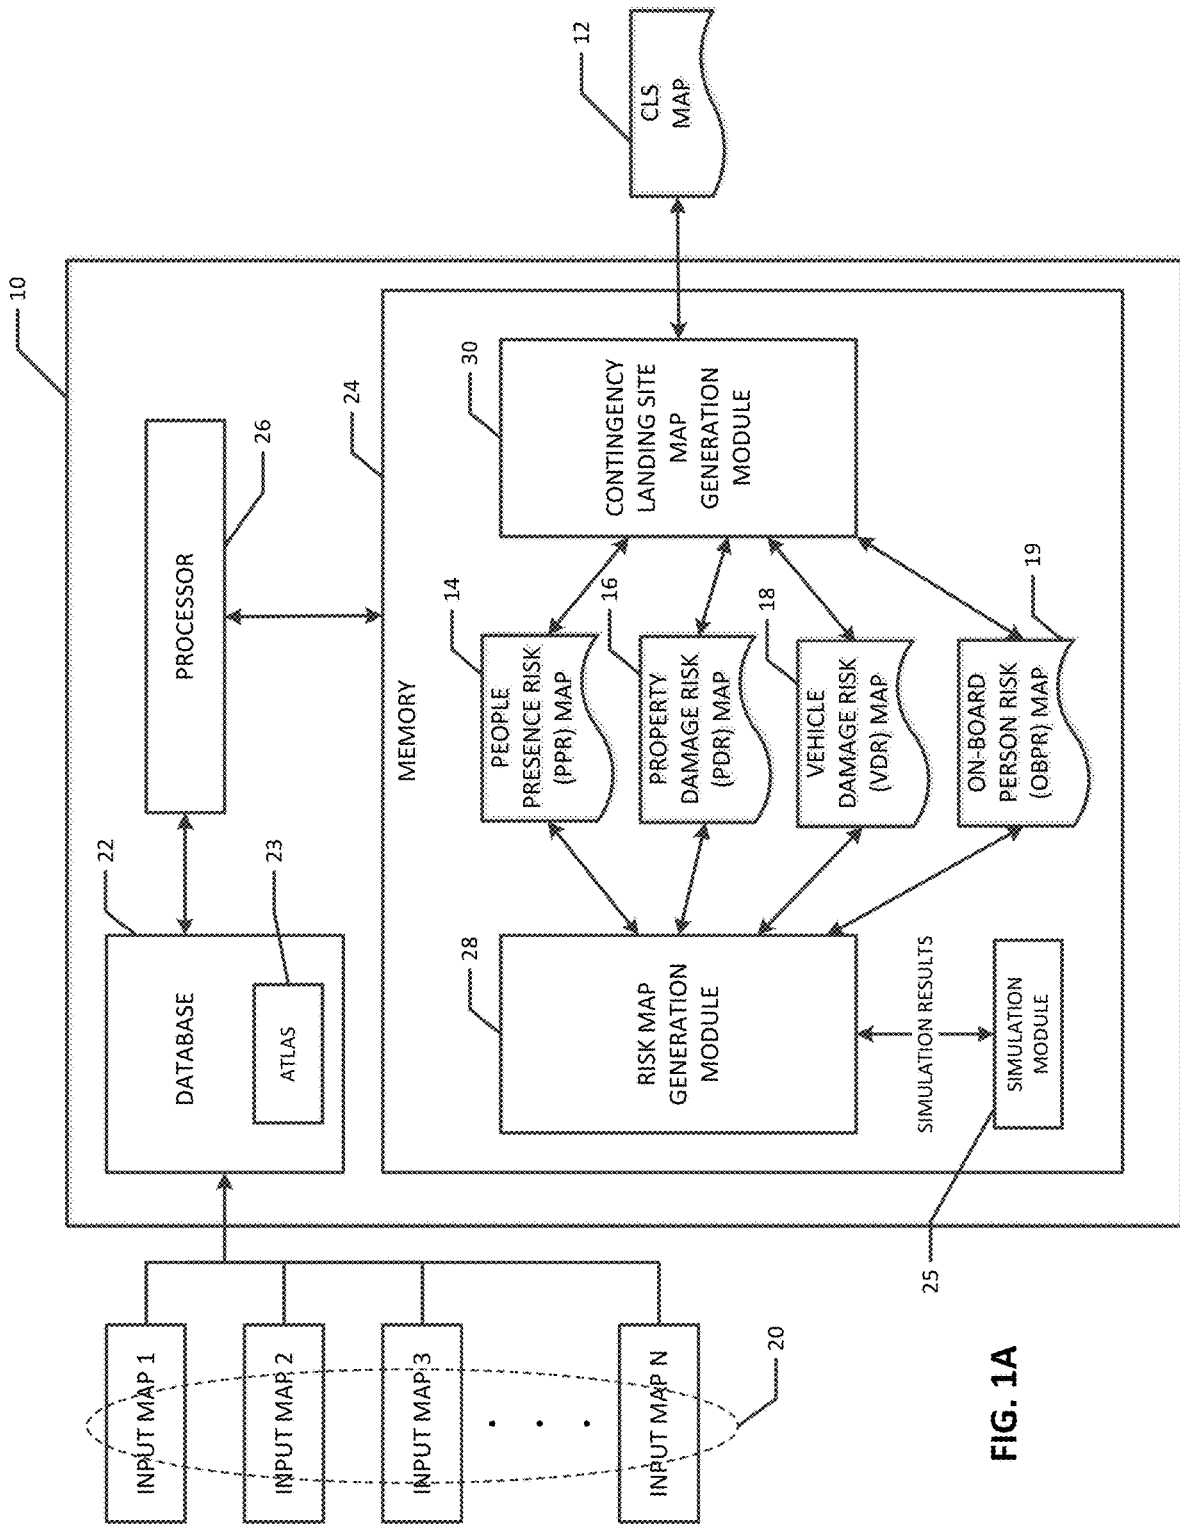 10
22
DATABASE
23
ATLAS
PROCESSOR
26
INPUT MAP 1
INPUT MAP 2
INPUT MAP 3
. . .
INPUT MAP N
20
24
MEMORY
28
RISK MAP
GENERATION
MODULE
SIMULATION RESULTS
SIMULATION
MODULE
25
14
PEOPLE
PRESENCE RISK
(PPR) MAP
16
PROPERTY
DAMAGE RISK
(PDR) MAP
18
VEHICLE
DAMAGE RISK
(VDR) MAP
19
ON-BOARD
PERSON RISK
(OBPR) MAP
30
CONTINGENCY
LANDING SITE
MAP
GENERATION
MODULE
12
CLS
MAP
FIG. 1A